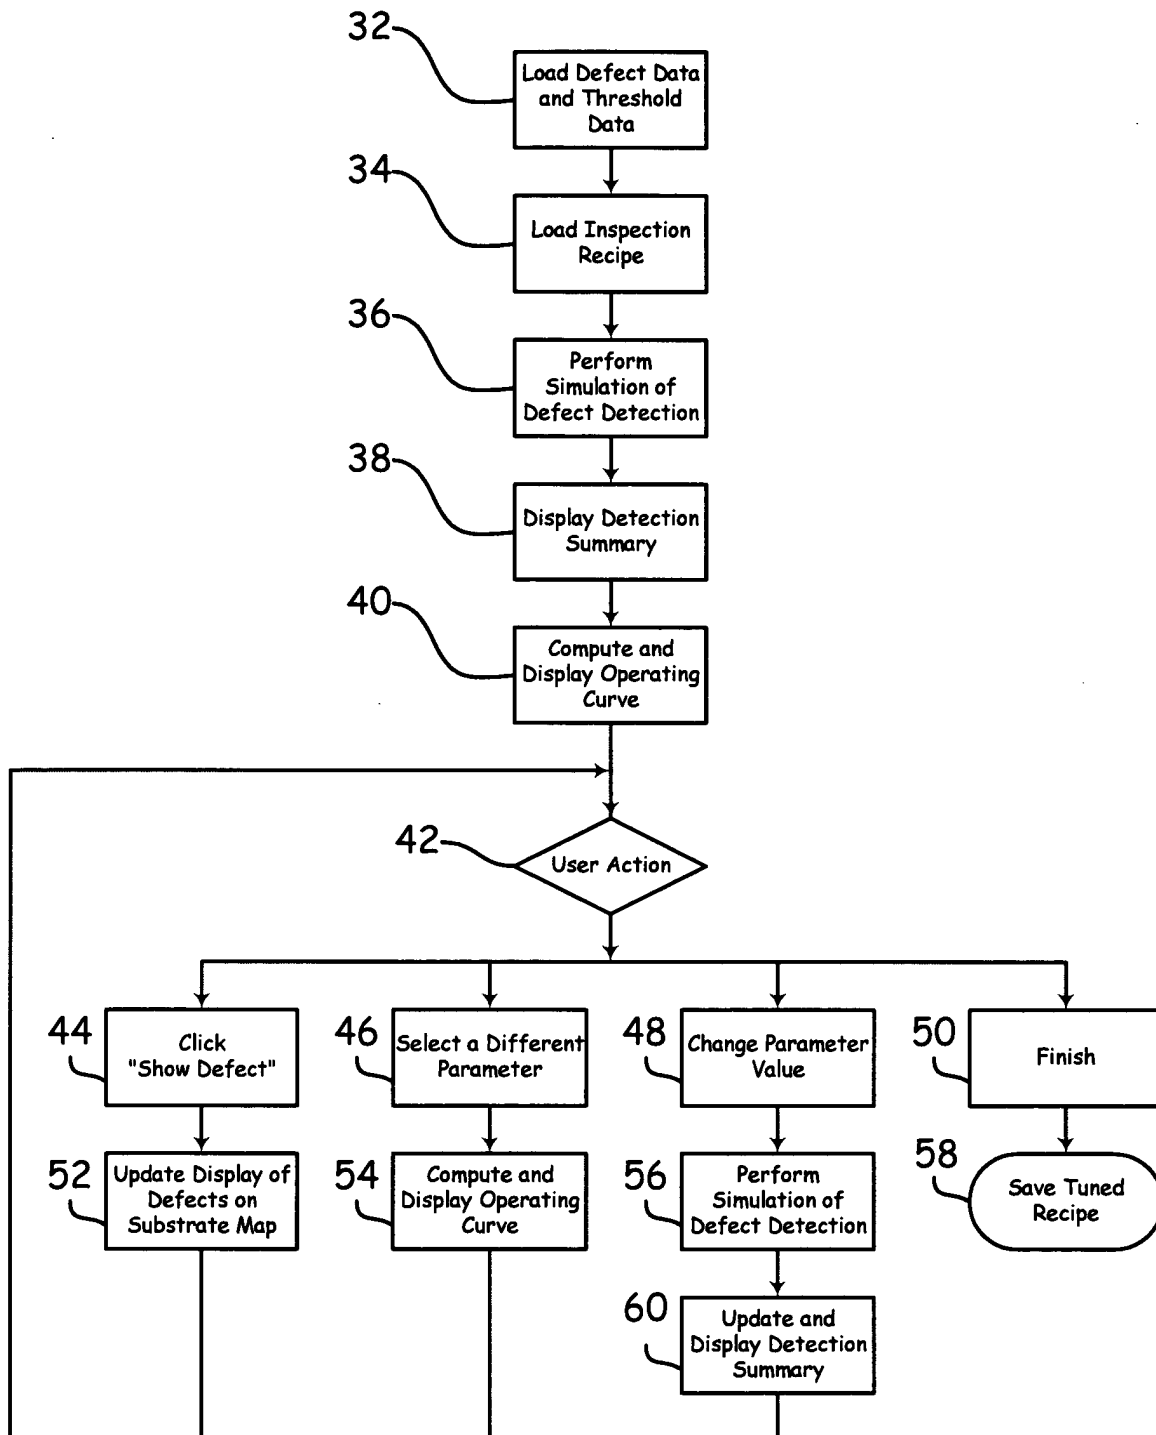 32
Load Defect Data
and Threshold
Data
34
Load Inspection
Recipe
36
Perform
Simulation of
Defect Detection
38
Display Detection
Summary
40
Compute and
Display Operating
Curve
42
User Action
44
Click
"Show Defect"
46
Select a Different
Parameter
48
Change Parameter
Value
50
Finish
52
Update Display of
Defects on
Substrate Map
54
Compute and
Display Operating
Curve
56
Perform
Simulation of
Defect Detection
58
Save Tuned
Recipe
60
Update and
Display Detection
Summary